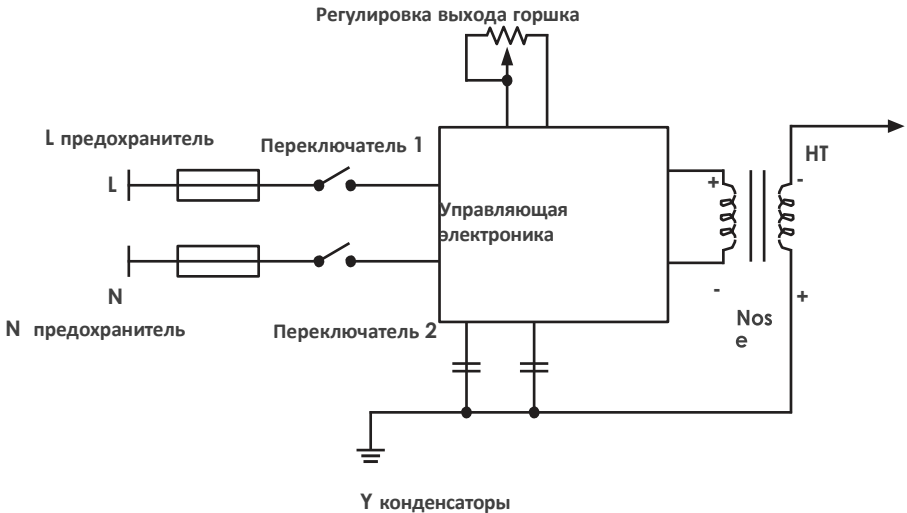 Регулировка выхода горшка
L предохранитель
Переключатель 1
HT
L
+
-
Управляющая
электроника
N
-
+
N предохранитель
Переключатель 2
Nos
e
Y конденсаторы